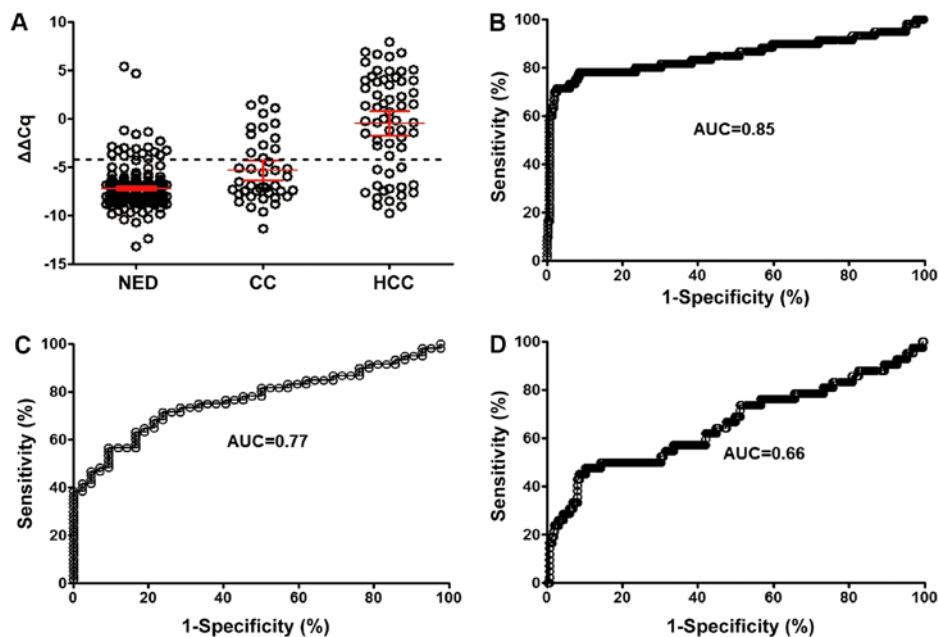 A
ΔΔCq
10
5
0
-5
-10
-15
NED CC HCC
B
Sensitivity (%)
100
80
60
40
20
0
AUC=0.85
0 20 40 60 80 100
1-Specificity (%)
C
Sensitivity (%)
100
80
60
40
20
0
AUC=0.77
0 20 40 60 80 100
1-Specificity (%)
D
Sensitivity (%)
100
80
60
40
20
0
AUC=0.66
0 20 40 60 80 100
1-Specificity (%)